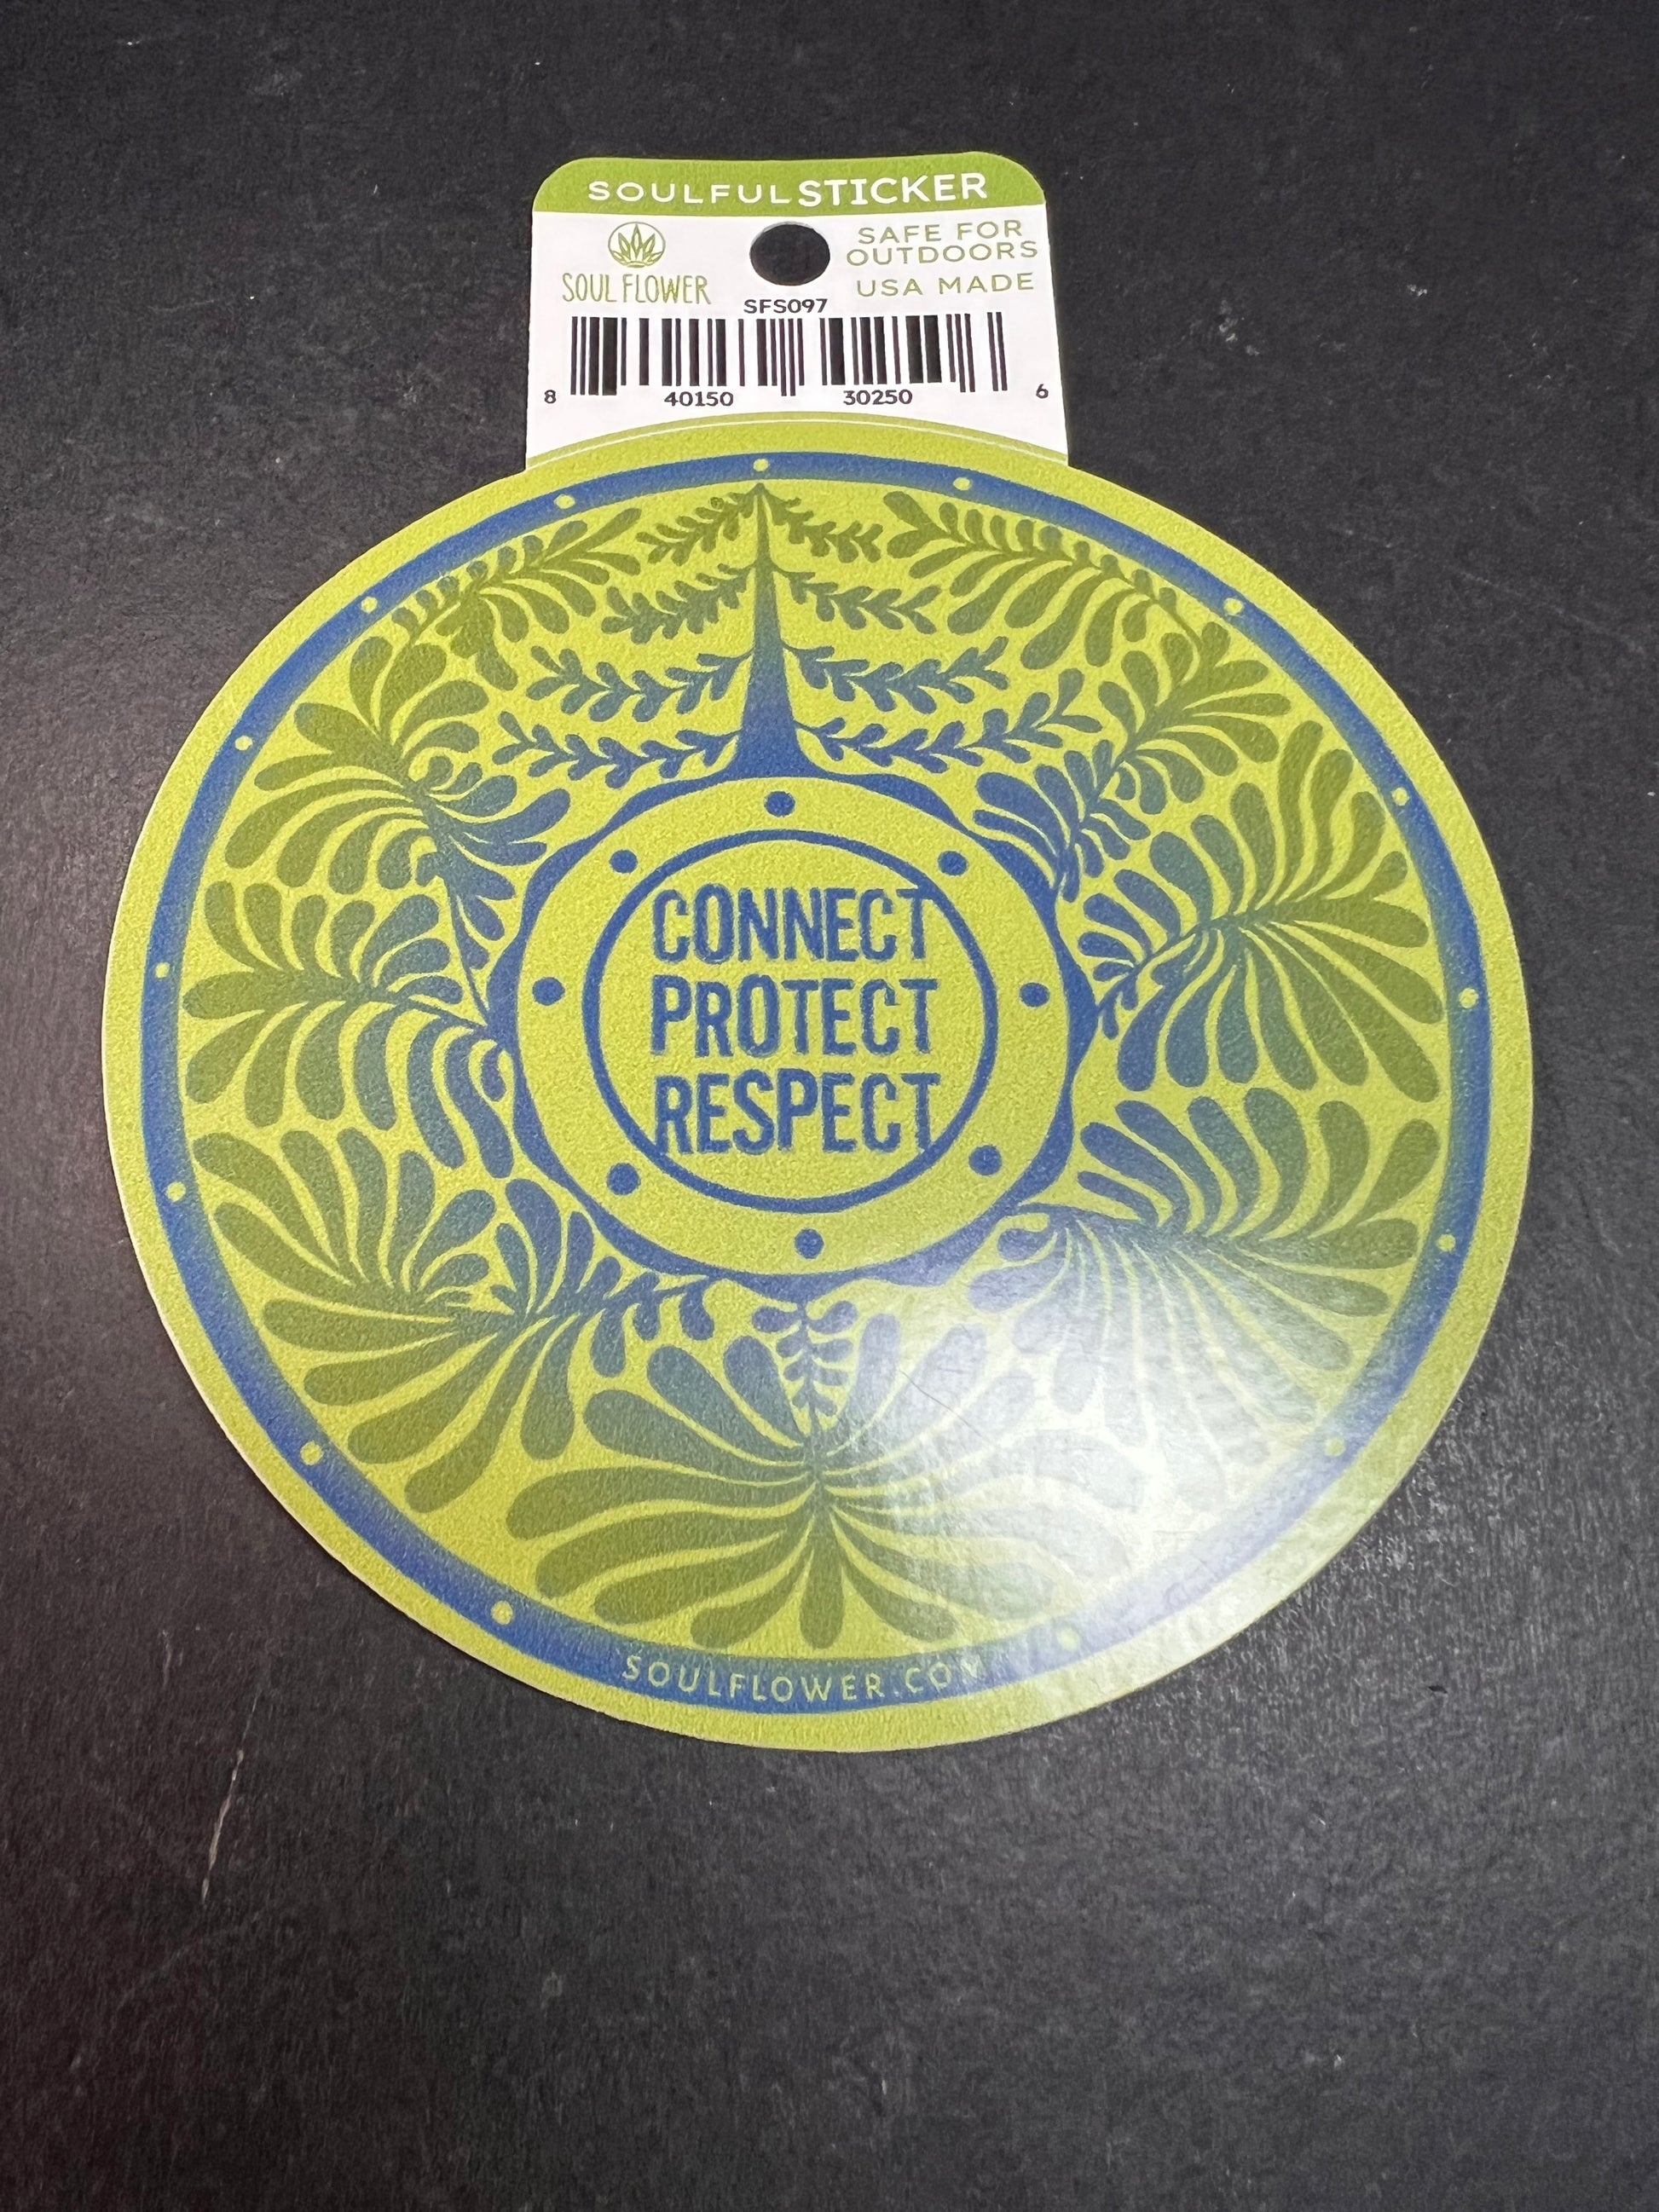 SOULFULSTICKER
SOUL FLOWER
SAFE FOR
OUTDOORS
USA MADE
SFS097
8 40150 30250 6
CONNECT
PROTECT
RESPECT
SOULFLOWER.COM